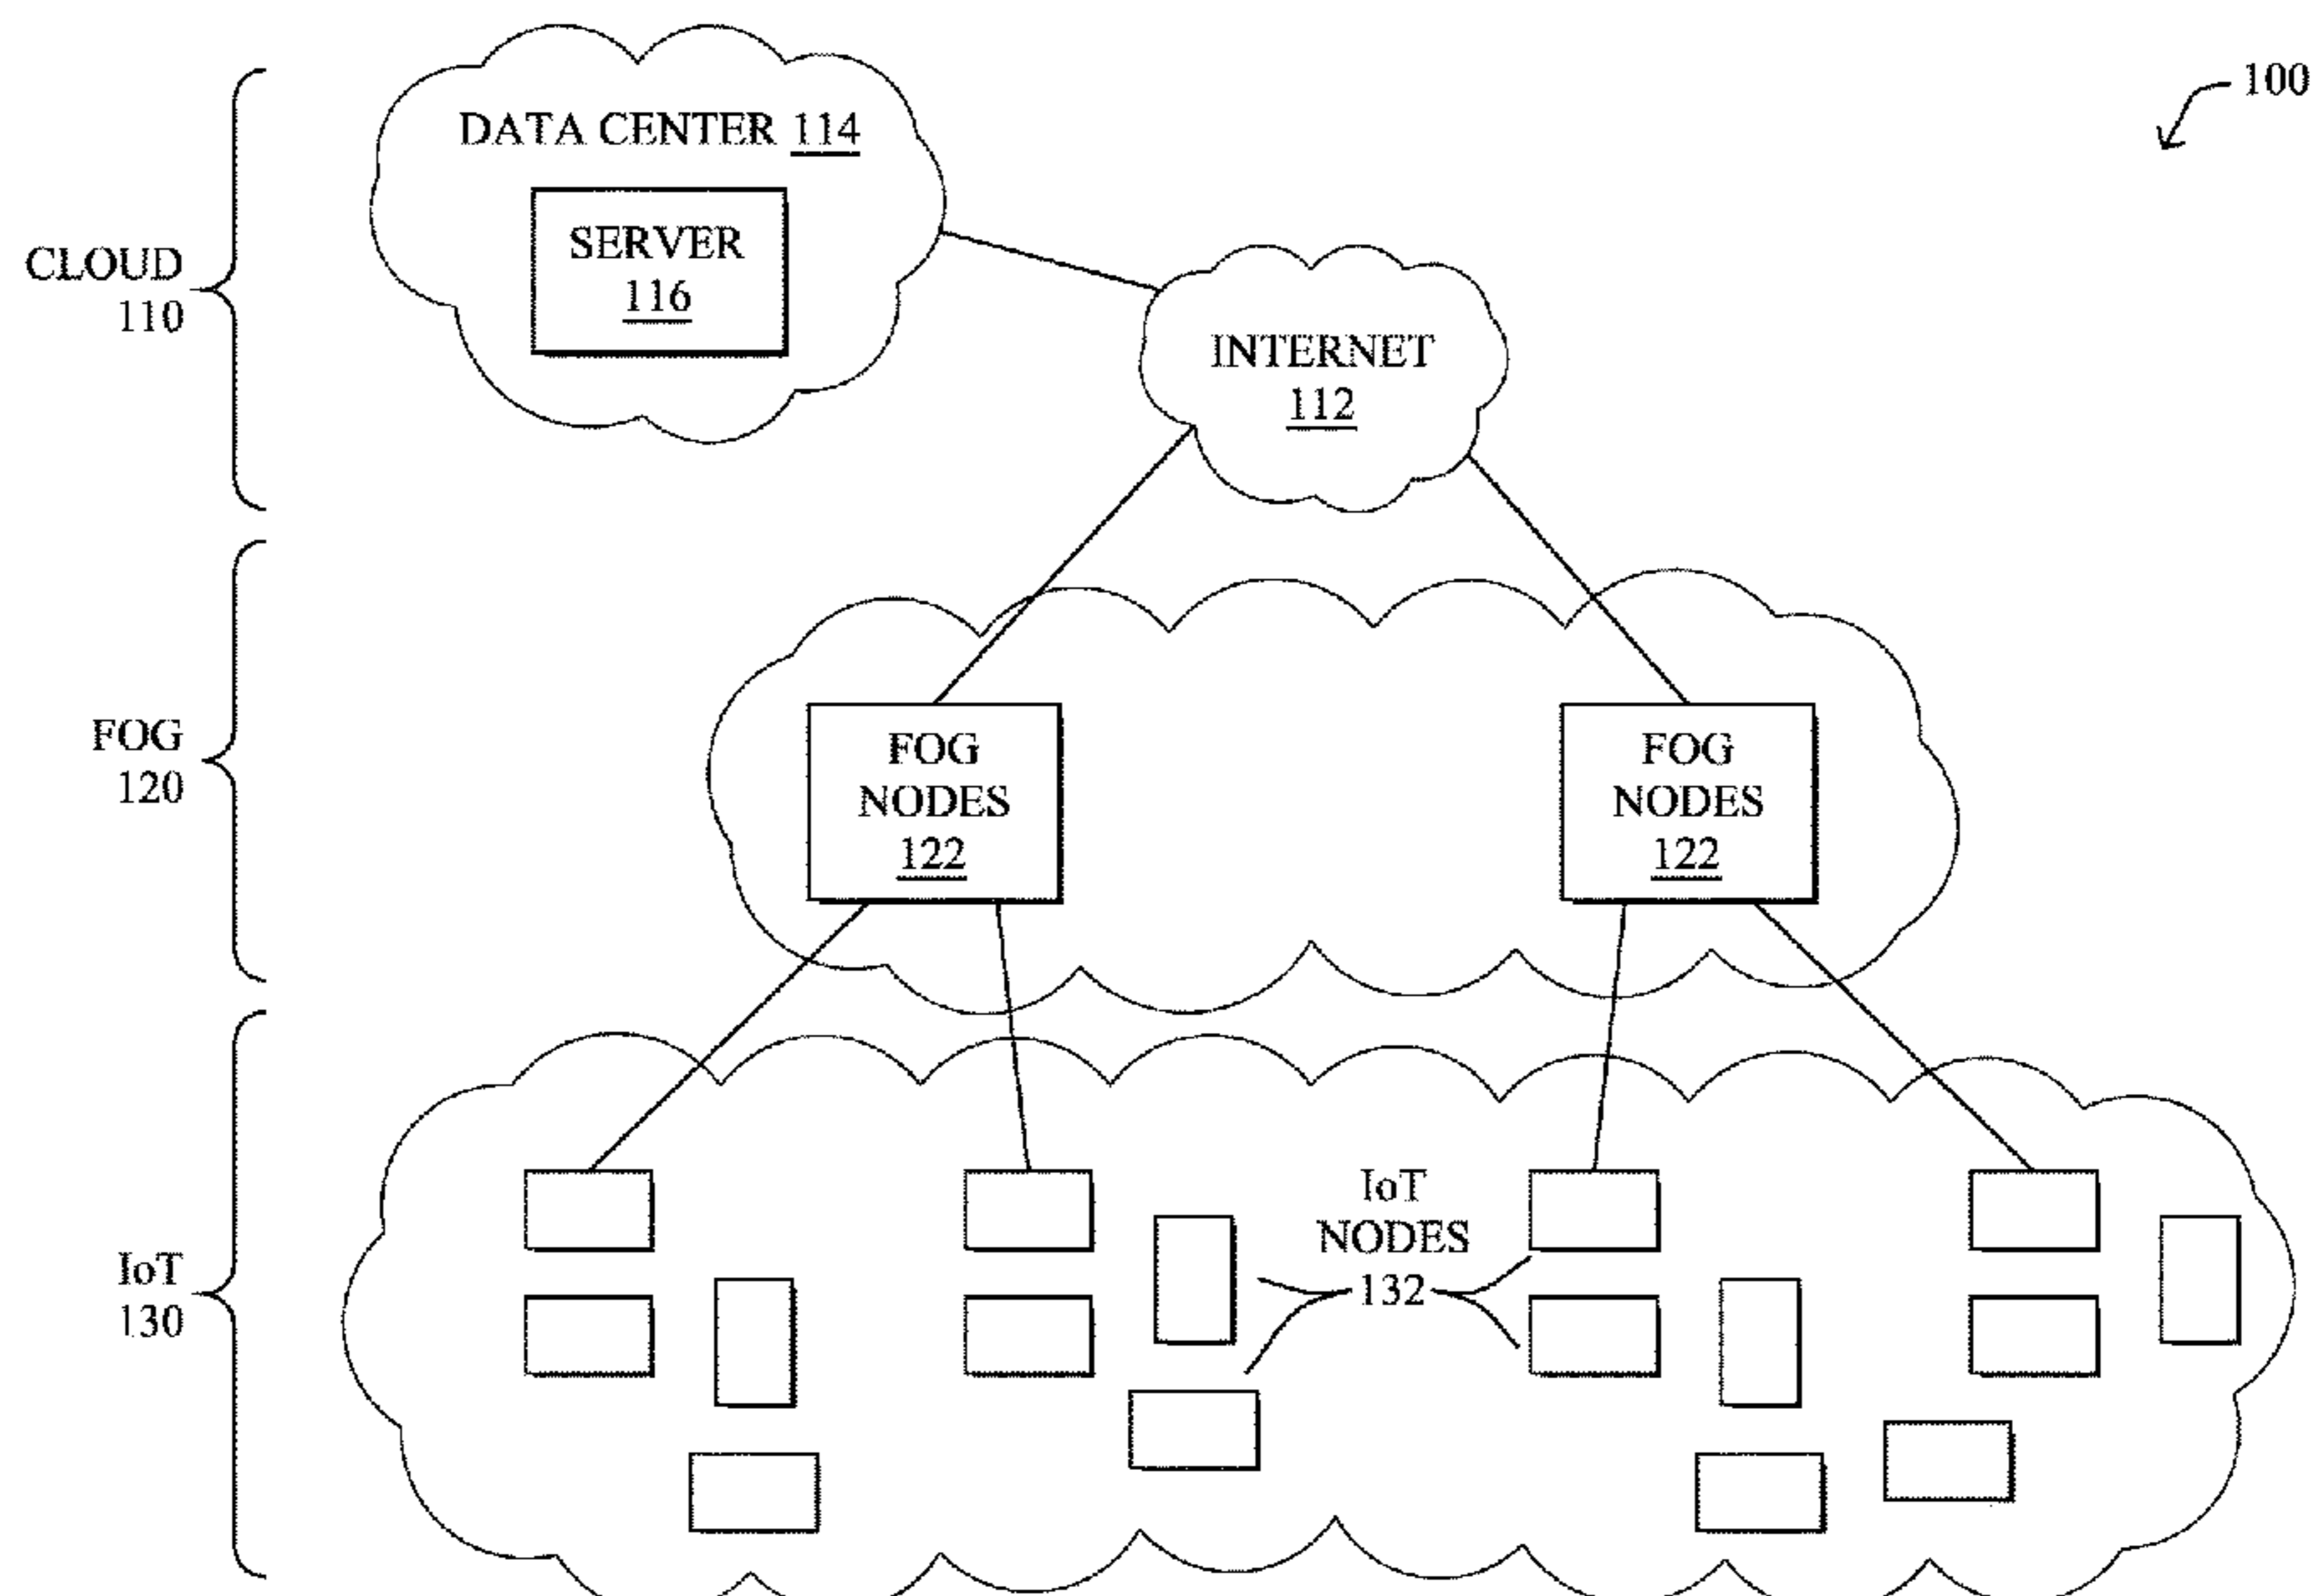 100
DATA CENTER 114
SERVER
116
CLOUD
110
INTERNET
112
FOG
120
FOG
NODES
122
FOG
NODES
122
IoT
130
IoT
NODES
132